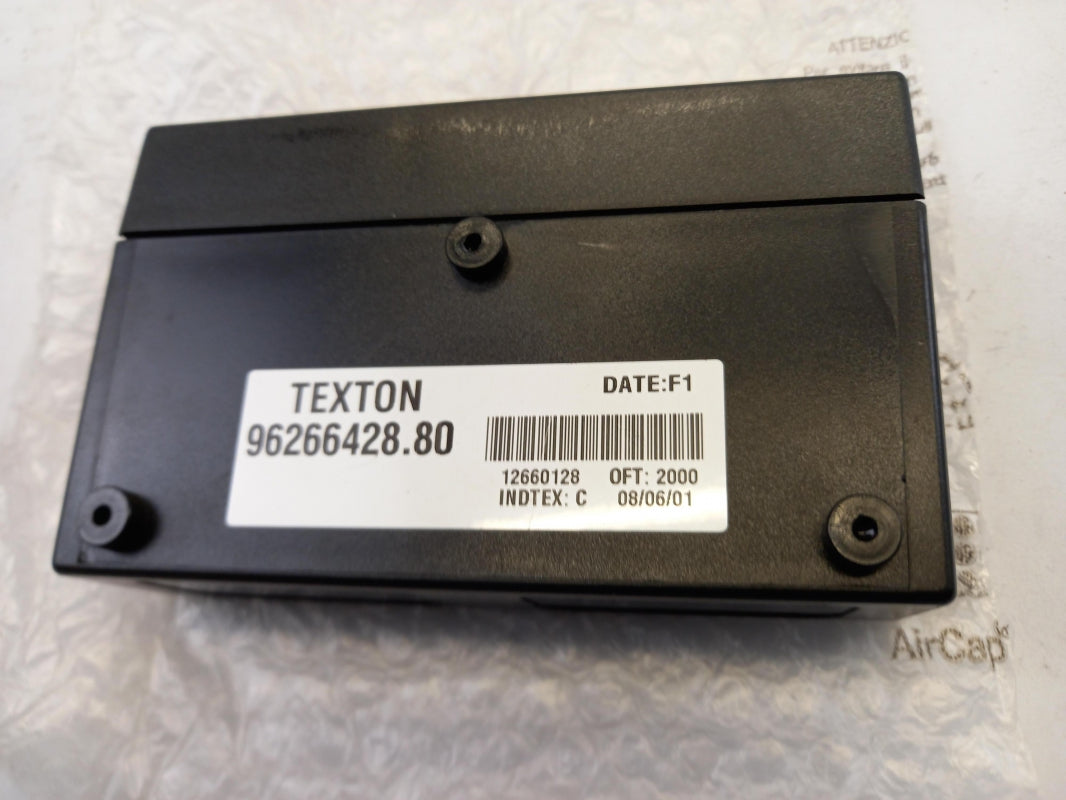 ATTENZIO
TEXTON
DATE:F1
96266428.80
12660128 OFT: 2000
INDTEX: C 08/06/01
AirCap